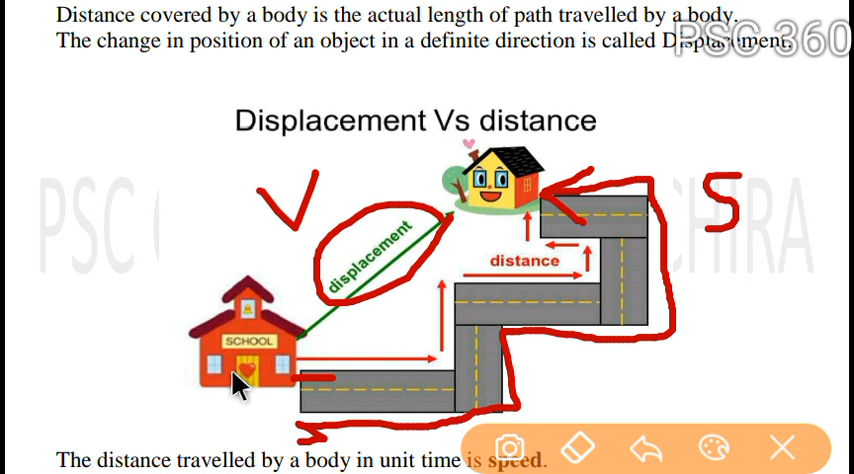 Distance covered by a body is the actual length of path travelled by a body.
The change in position of an object in a definite direction is called Displacement.
PSC 360
Displacement Vs distance
V
S
PSC
HIRA
displacement
distance
SCHOOL
The distance travelled by a body in unit time is speed.